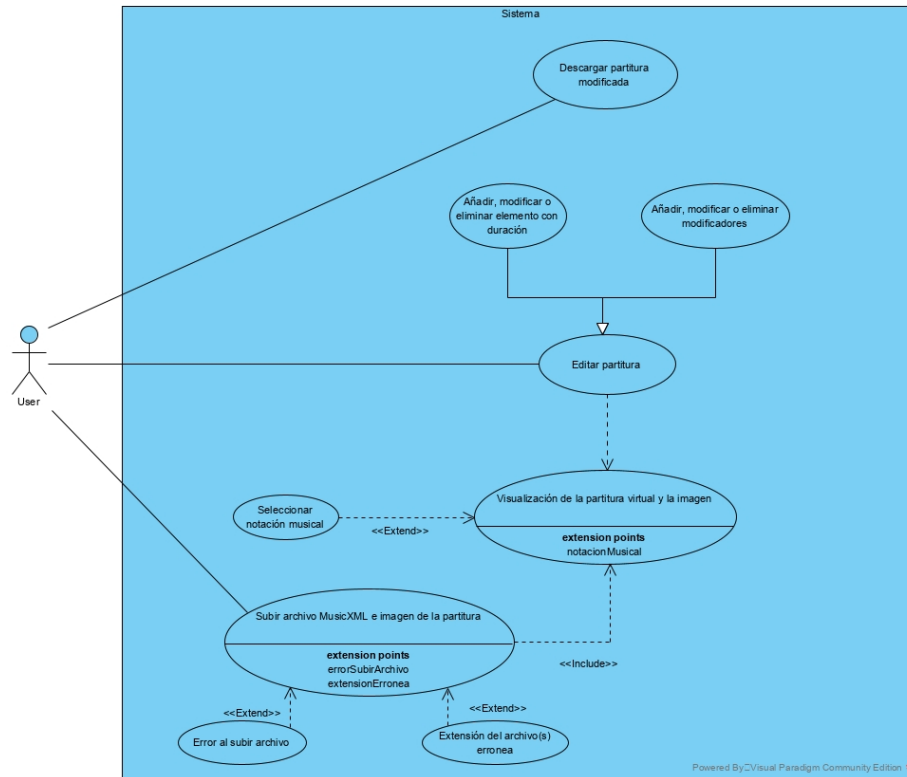 Sistema
Descargar partitura
modificada
Añadir, modificar o
eliminar elemento con
duración
Añadir, modificar o eliminar
modificadores
Editar partitura
User
Visualización de la partitura virtual y la imagen
extension points
notacionMusical
Seleccionar
notación musical
<<Extend>>
Subir archivo MusicXML e imagen de la partitura
extension points
errorSubirArchivo
extensionErronea
<<Include>>
<<Extend>>
<<Extend>>
Error al subir archivo
Extensión del archivo(s)
erronea
Powered By Visual Paradigm Community Edition